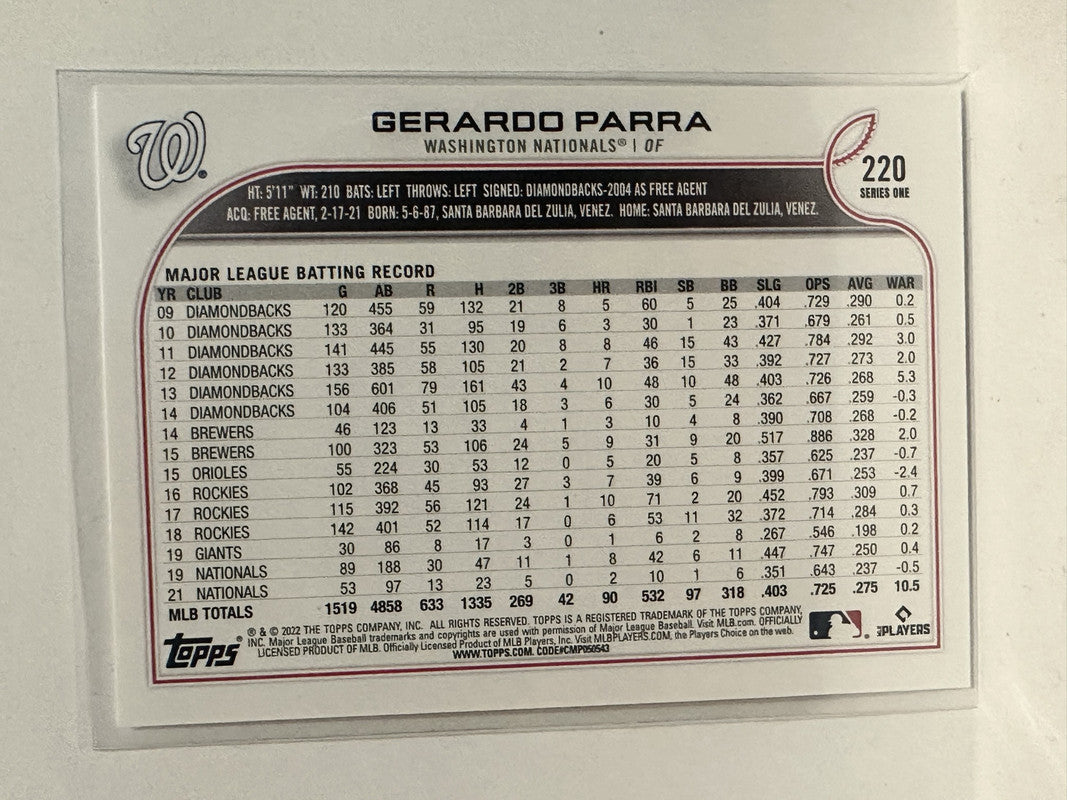 W.
GERARDO PARRA
WASHINGTON NATIONALS® | OF
220
SERIES ONE
HT: 5'11" WT: 210 BATS: LEFT THROWS: LEFT SIGNED: DIAMONDBACKS-2004 AS FREE AGENT
ACQ: FREE AGENT, 2-17-21 BORN: 5-6-87, SANTA BARBARA DEL ZULIA, VENEZ. HOME: SANTA BARBARA DEL ZULIA, VENEZ.
MAJOR LEAGUE BATTING RECORD
YR CLUB G AB R H 2B 3B HR RBI SB BB SLG OPS AVG WAR
09 DIAMONDBACKS 120 455 59 132 21 8 5 60 5 25 .404 .729 .290 0.2
10 DIAMONDBACKS 133 364 31 95 19 6 3 30 1 23 .371 .679 .261 0.5
11 DIAMONDBACKS 141 445 55 130 20 8 8 46 15 43 .427 .784 .292 3.0
12 DIAMONDBACKS 133 385 58 105 21 2 7 36 15 33 .392 .727 .273 2.0
13 DIAMONDBACKS 156 601 79 161 43 4 10 48 10 48 .403 .726 .268 5.3
14 DIAMONDBACKS 104 406 51 105 18 3 6 30 5 24 .362 .667 .259 -0.3
14 BREWERS 46 123 13 33 4 1 3 10 4 8 .390 .708 .268 -0.2
15 BREWERS 100 323 53 106 24 5 9 31 9 20 .517 .886 .328 2.0
15 ORIOLES 55 224 30 53 12 0 5 20 5 8 .357 .625 .237 -0.7
16 ROCKIES 102 368 45 93 27 3 7 39 6 9 .399 .671 .253 -2.4
17 ROCKIES 115 392 56 121 24 1 10 71 2 20 .452 .793 .309 0.7
18 ROCKIES 142 401 52 114 17 0 6 53 11 32 .372 .714 .284 0.3
19 GIANTS 30 86 8 17 3 0 1 6 2 8 .267 .546 .198 0.2
19 NATIONALS 89 188 30 47 11 1 8 42 6 11 .447 .747 .250 0.4
21 NATIONALS 53 97 13 23 5 0 2 10 1 6 .351 .643 .237 -0.5
MLB TOTALS 1519 4858 633 1335 269 42 90 532 97 318 .403 .725 .275 10.5
topps®
® & © 2022 THE TOPPS COMPANY, INC. ALL RIGHTS RESERVED. TOPPS IS A REGISTERED TRADEMARK OF THE TOPPS COMPANY,
INC. Major League Baseball trademarks and copyrights are used with permission of Major League Baseball. Visit MLB.com. OFFICIALLY
LICENSED PRODUCT OF MLB. Officially Licensed Product of MLB Players, Inc. Visit MLBPLAYERS.COM, the Players Choice on the web.
WWW.TOPPS.COM. CODE#CMP050543
PLAYERS